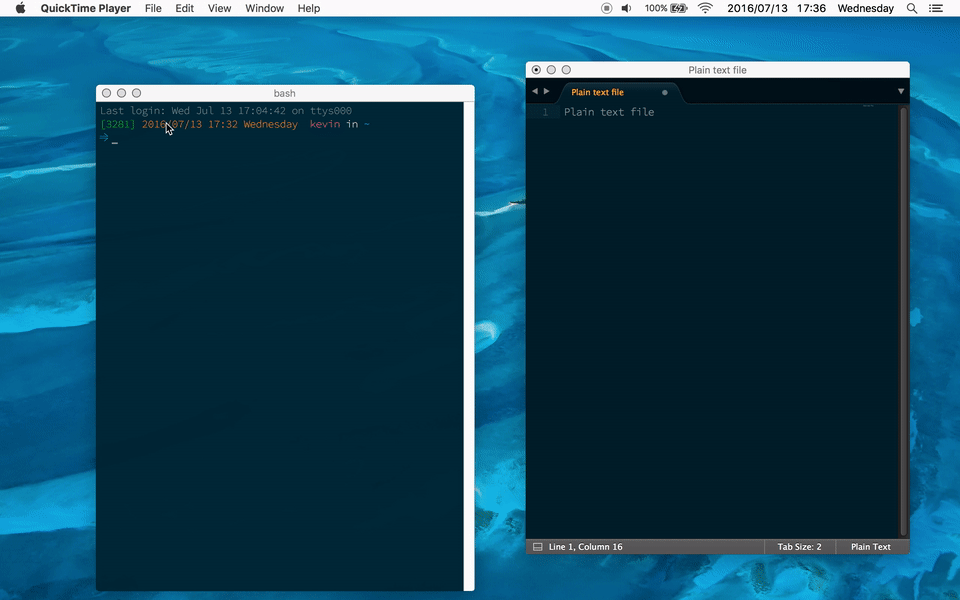 QuickTime Player File Edit View Window Help 100% 2016/07/13 17:36 Wednesday
bash
Last login: Wed Jul 13 17:04:42 on ttys000
[3281] 2016/07/13 17:32 Wednesday kevin in ~
Plain text file
Plain text file
1 Plain text file
Line 1, Column 16 Tab Size: 2 Plain Text